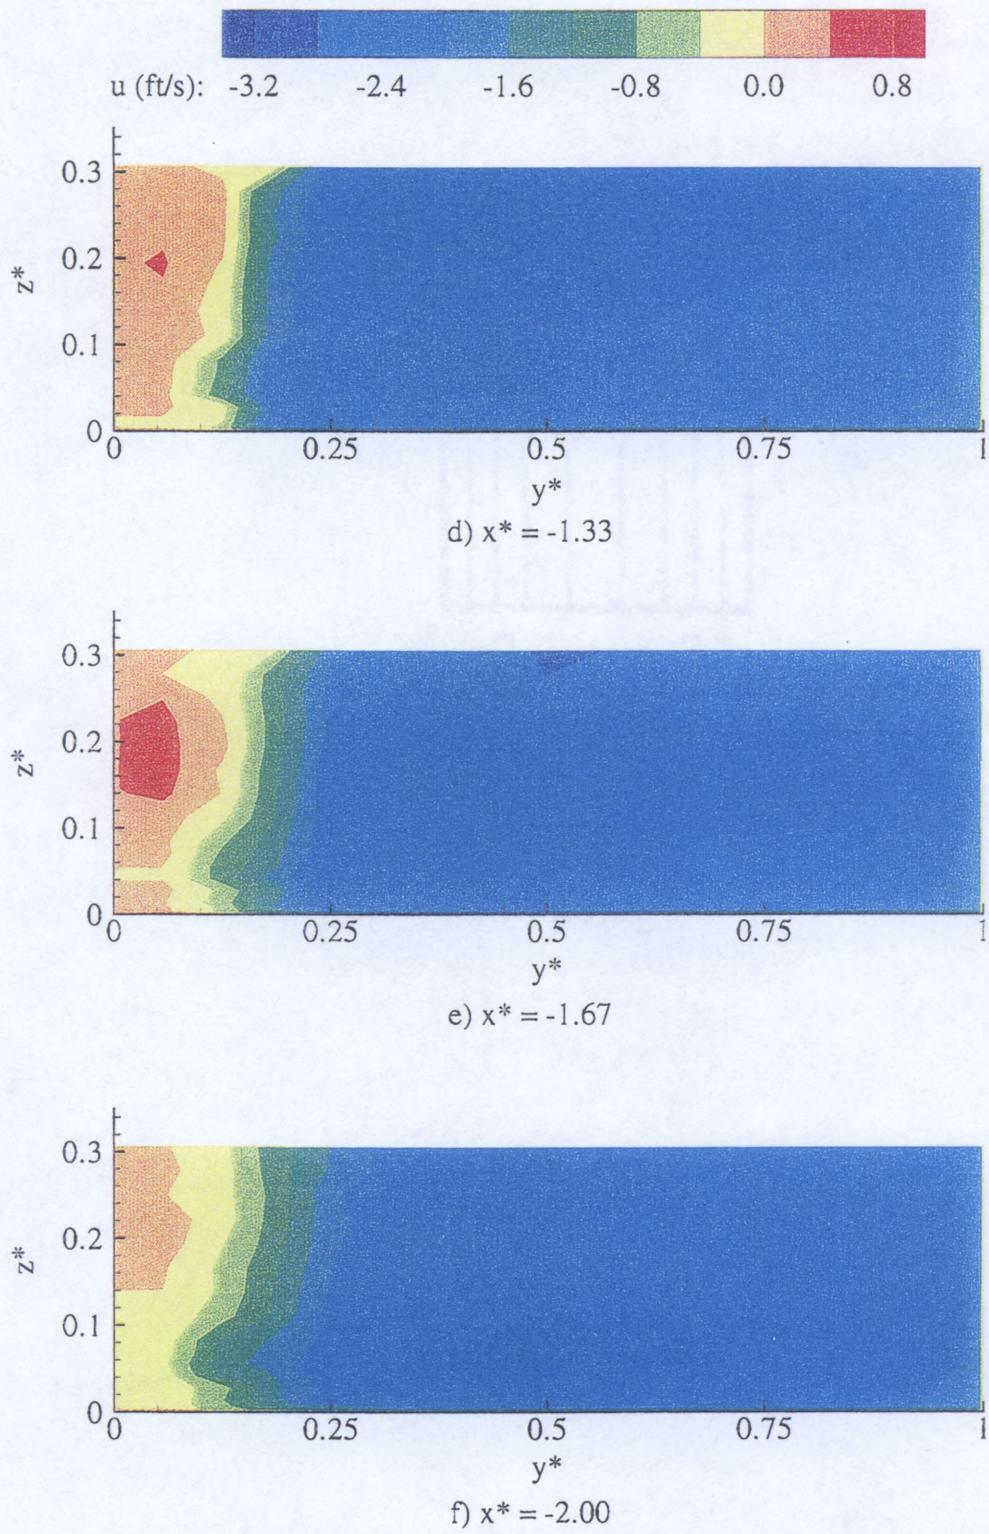 u (ft/s): -3.2 -2.4 -1.6 -0.8 0.0 0.8
0.3
0.2
z*
0.1
0
0 0.25 0.5 0.75 1
y*
d) x* = -1.33
0.3
0.2
z*
0.1
0
0 0.25 0.5 0.75 1
y*
e) x* = -1.67
0.3
0.2
z*
0.1
0
0 0.25 0.5 0.75 1
y*
f) x* = -2.00